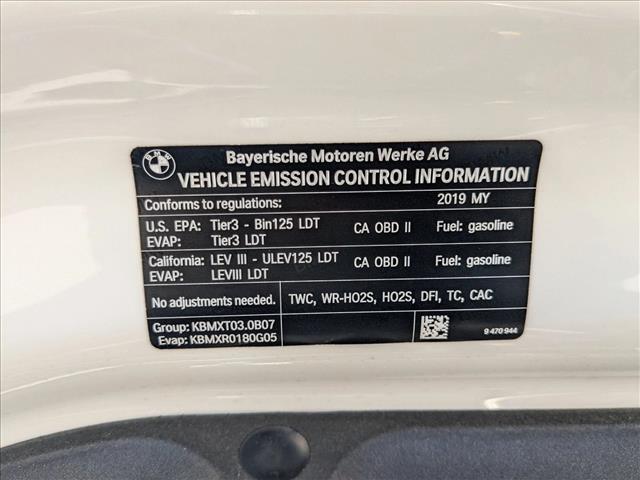 BMW
Bayerische Motoren Werke AG
VEHICLE EMISSION CONTROL INFORMATION
Conforms to regulations: 2019 MY
U.S. EPA: Tier3 - Bin125 LDT CA OBD II Fuel: gasoline
EVAP: Tier3 LDT
California: LEV III - ULEV125 LDT CA OBD II Fuel: gasoline
EVAP: LEVIII LDT
No adjustments needed. TWC, WR-HO2S, HO2S, DFI, TC, CAC
Group: KBMXT03.0B07
Evap: KBMXR0180G05
9 470 944